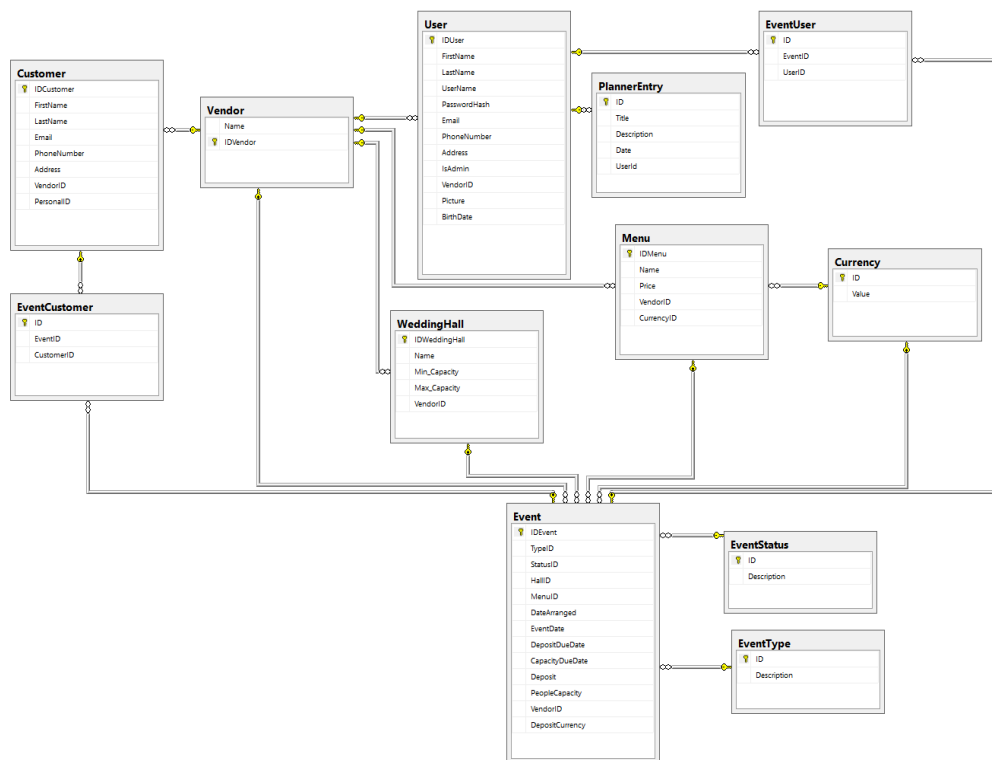 User
IDUser
FirstName
LastName
UserName
PasswordHash
Email
PhoneNumber
Address
IsAdmin
VendorID
Picture
BirthDate
EventUser
ID
EventID
UserID
Customer
IDCustomer
FirstName
LastName
Email
PhoneNumber
Address
VendorID
PersonalID
PlannerEntry
ID
Title
Description
Date
UserId
Vendor
Name
IDVendor
Menu
IDMenu
Name
Price
VendorID
CurrencyID
Currency
ID
Value
EventCustomer
ID
EventID
CustomerID
WeddingHall
IDWeddingHall
Name
Min_Capacity
Max_Capacity
VendorID
Event
IDEvent
TypeID
StatusID
HallID
MenuID
DateArranged
EventDate
DepositDueDate
CapacityDueDate
Deposit
PeopleCapacity
VendorID
DepositCurrency
EventStatus
ID
Description
EventType
ID
Description